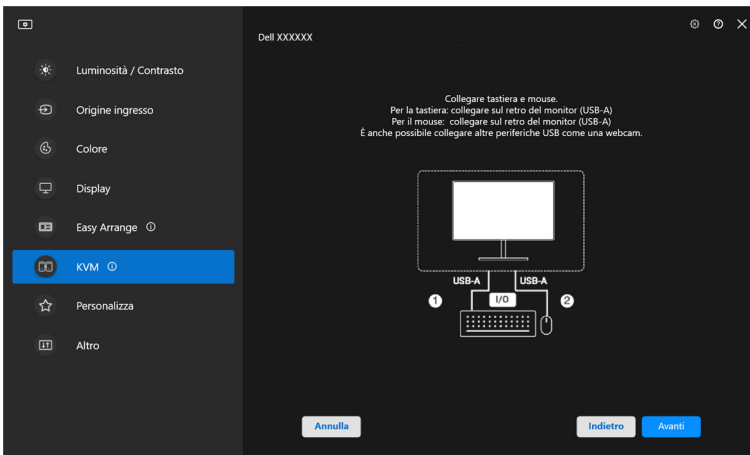 Dell XXXXXX
Luminosità / Contrasto
Origine ingresso
Colore
Display
Easy Arrange
KVM
Personalizza
Altro
Collegare tastiera e mouse.
Per la tastiera: collegare sul retro del monitor (USB-A)
Per il mouse: collegare sul retro del monitor (USB-A)
È anche possibile collegare altre periferiche USB come una webcam.
USB-A USB-A
1 I/O 2
Annulla Indietro Avanti